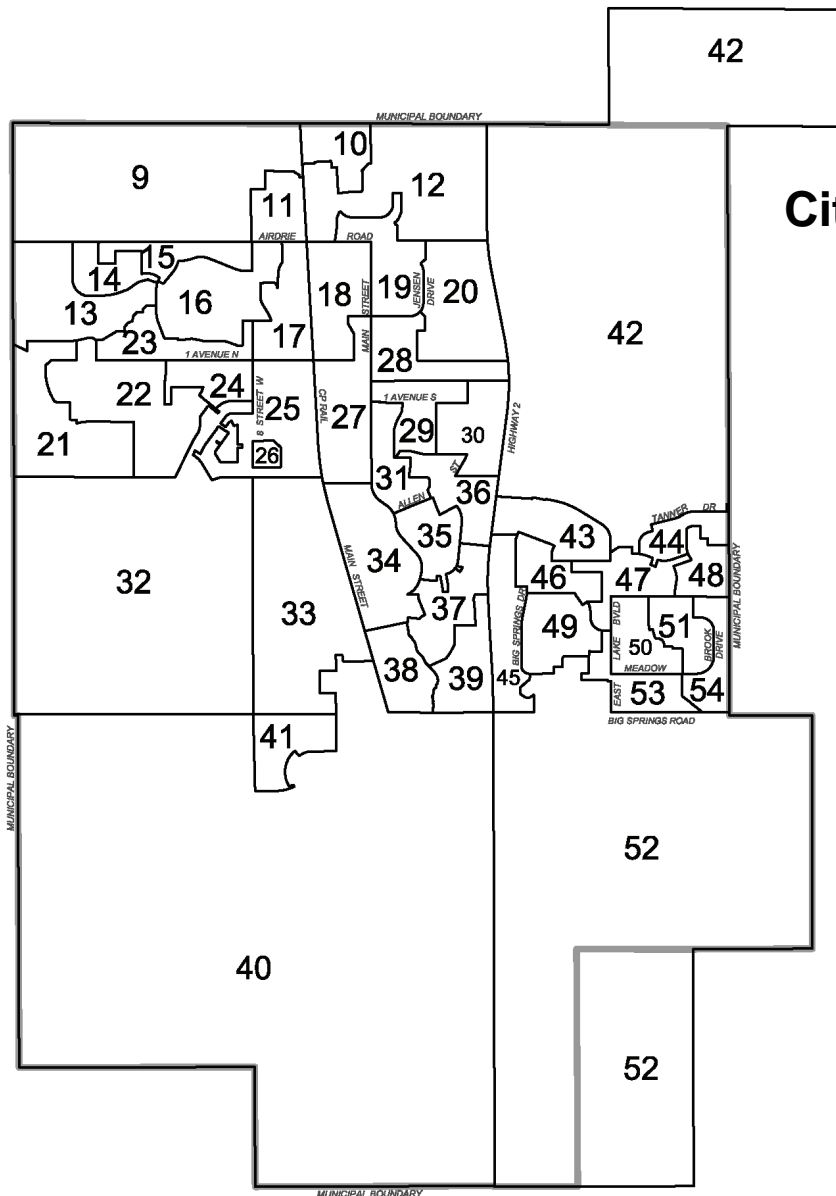 42
MUNICIPAL BOUNDARY
10
9
12
11
Cit
AIRDRIE ROAD
15
14
16
13
18
MAIN STREET
19
JENSEN DRIVE
20
42
17
23
1 AVENUE N
28
22
24
8 STREET W
25
CP RAIL
27
1 AVENUE S
29
30
HIGHWAY 2
21
26
31
ST
36
ALLEN
35
43
TANNER DR
44
34
MAIN STREET
32
33
46
47
48
MUNICIPAL BOUNDARY
37
BIG SPRINGS DR
49
LAKE BVLD
50
51
BROOK DRIVE
MEADOW
38
39
45
EAST
53
54
BIG SPRINGS ROAD
41
MUNICIPAL BOUNDARY
52
40
52
MUNICIPAL BOUNDARY